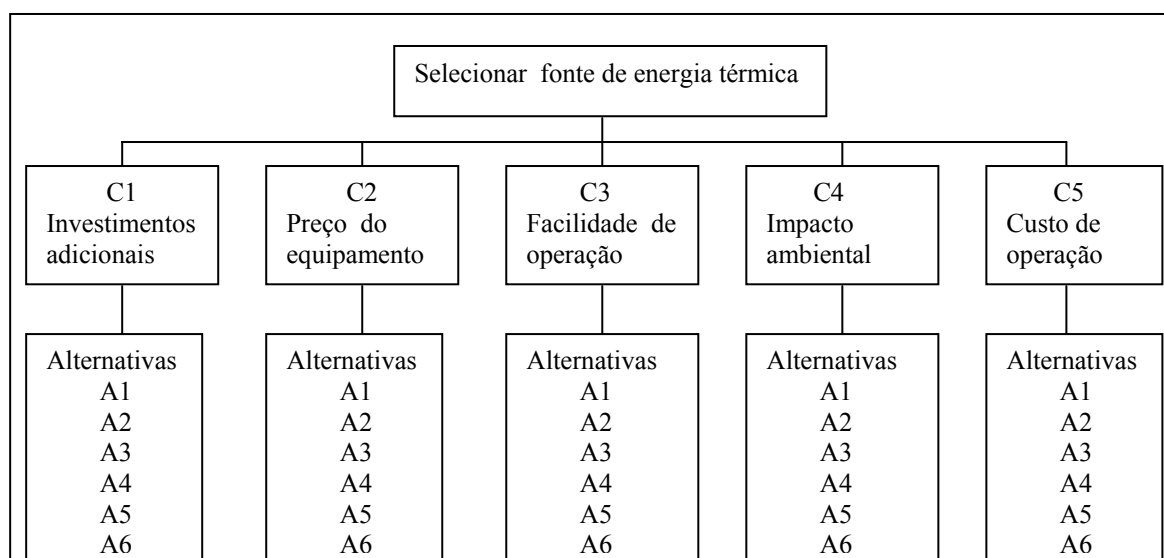 Selecionar fonte de energia térmica
C1
Investimentos
adicionais
C2
Preço do
equipamento
C3
Facilidade de
operação
C4
Impacto
ambiental
C5
Custo de
operação
Alternativas
A1
A2
A3
A4
A5
A6
Alternativas
A1
A2
A3
A4
A5
A6
Alternativas
A1
A2
A3
A4
A5
A6
Alternativas
A1
A2
A3
A4
A5
A6
Alternativas
A1
A2
A3
A4
A5
A6